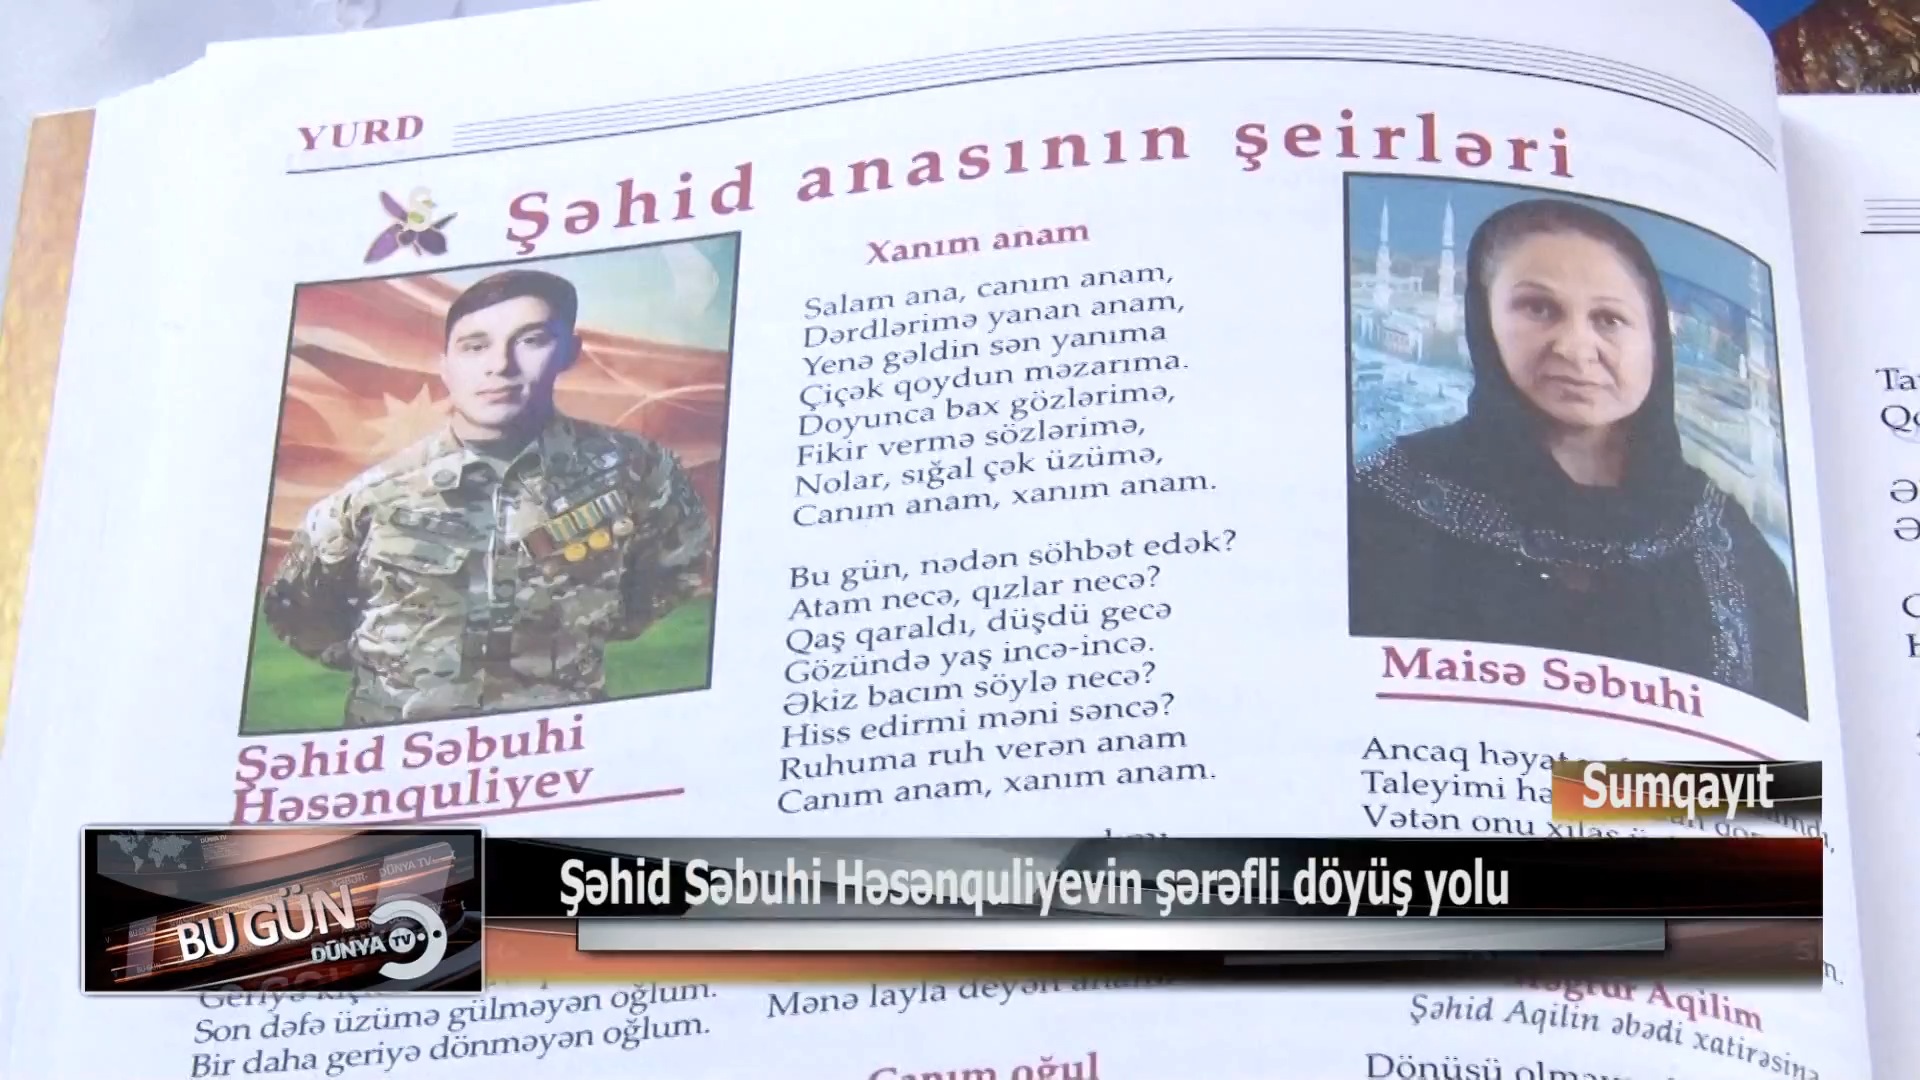 YURD
Şəhid anasının şeirləri
Xanım anam
Salam ana, canım anam,
Dərdlərimə yanan anam,
Yenə gəldin sən yanıma
Çiçək qoydun məzarıma.
Doyunca bax gözlərimə,
Fikir vermə sözlərimə,
Nolar, sığal çək üzümə,
Canım anam, xanım anam.
Bu gün, nədən söhbət edək?
Atam necə, qızlar necə?
Qaş qaraldı, düşdü gecə
Gözündə yaş incə-incə.
Əkiz bacım söylə necə?
Hiss edirmi məni səncə?
Ruhuma ruh verən anam
Canım anam, xanım anam.
Mənə layla deyən
Canım oğul
Şəhid Səbuhi
Həsənquliyev
Son dəfə üzümə gülməyən oğlum.
Bir daha geriyə dönməyən oğlum.
Maisə Səbuhi
Ancaq
Taleyimi
Vətən onu xilas
Aqilim
Şəhid Aqilin əbədi xatirəsinə
Dönüşü
Sumqayıt
Şəhid Səbuhi Həsənquliyevin şərəfli döyüş yolu
BU GÜN
DÜNYA TV